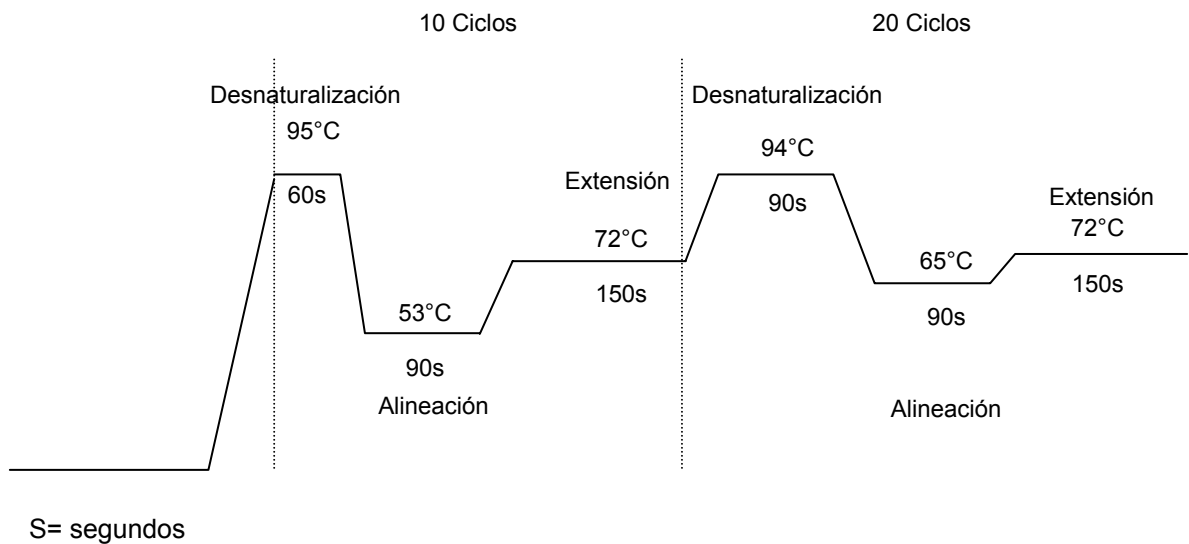 10 Ciclos
20 Ciclos
Desnaturalización
95°C
60s
53°C
90s
Alineación
Extensión
72°C
150s
Desnaturalización
94°C
90s
65°C
90s
Alineación
Extensión
72°C
150s
S= segundos